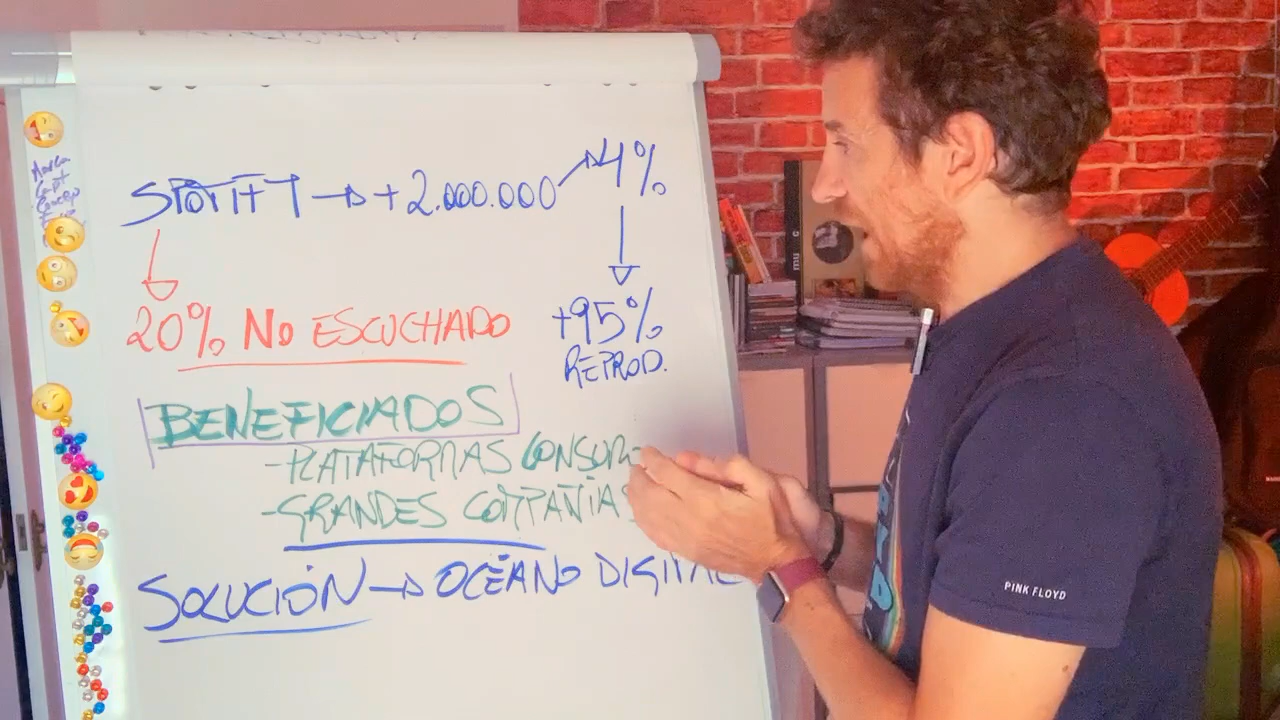 SPOTIFY → + 2.000.000 → 4%
20% NO ESCUCHADO
+95%
REPROD.
BENEFICIADOS
- PLATAFORMAS CONSUM
- GRANDES COMPAÑIAS
SOLUCIÓN → OCÉANO DIGITAL
PINK FLOYD